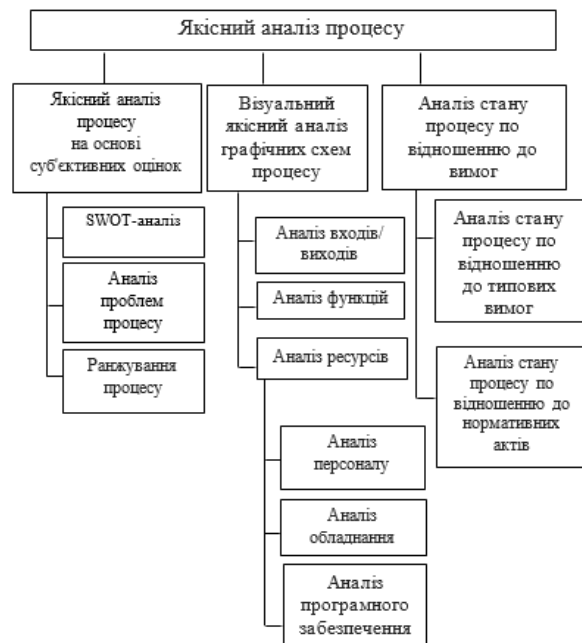 Якісний аналіз процесу
Якісний аналіз
процесу
на основі
суб'єктивних оцінок
SWOT-аналіз
Аналіз
проблем
процесу
Ранжування
процесу
Візуальний
якісний аналіз
графічних схем
процесу
Аналіз входів/
виходів
Аналіз функцій
Аналіз ресурсів
Аналіз
персоналу
Аналіз
обладнання
Аналіз
програмного
забезпечення
Аналіз стану
процесу по
відношенню до
вимог
Аналіз стану
процесу по
відношенню
до типових
вимог
Аналіз стану
процесу по
відношенню до
нормативних
актів